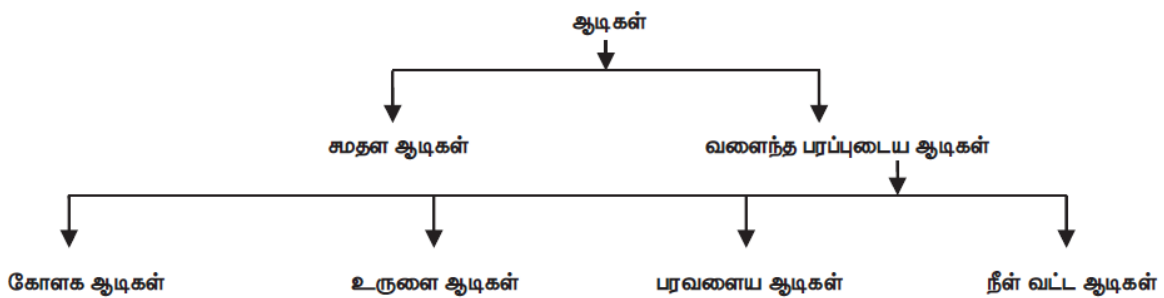 ஆடிகள்
சமதள ஆடிகள் வளைந்த பரப்புடைய ஆடிகள்
கோளக ஆடிகள் உருளை ஆடிகள் பரவளைய ஆடிகள் நீள் வட்ட ஆடிகள்